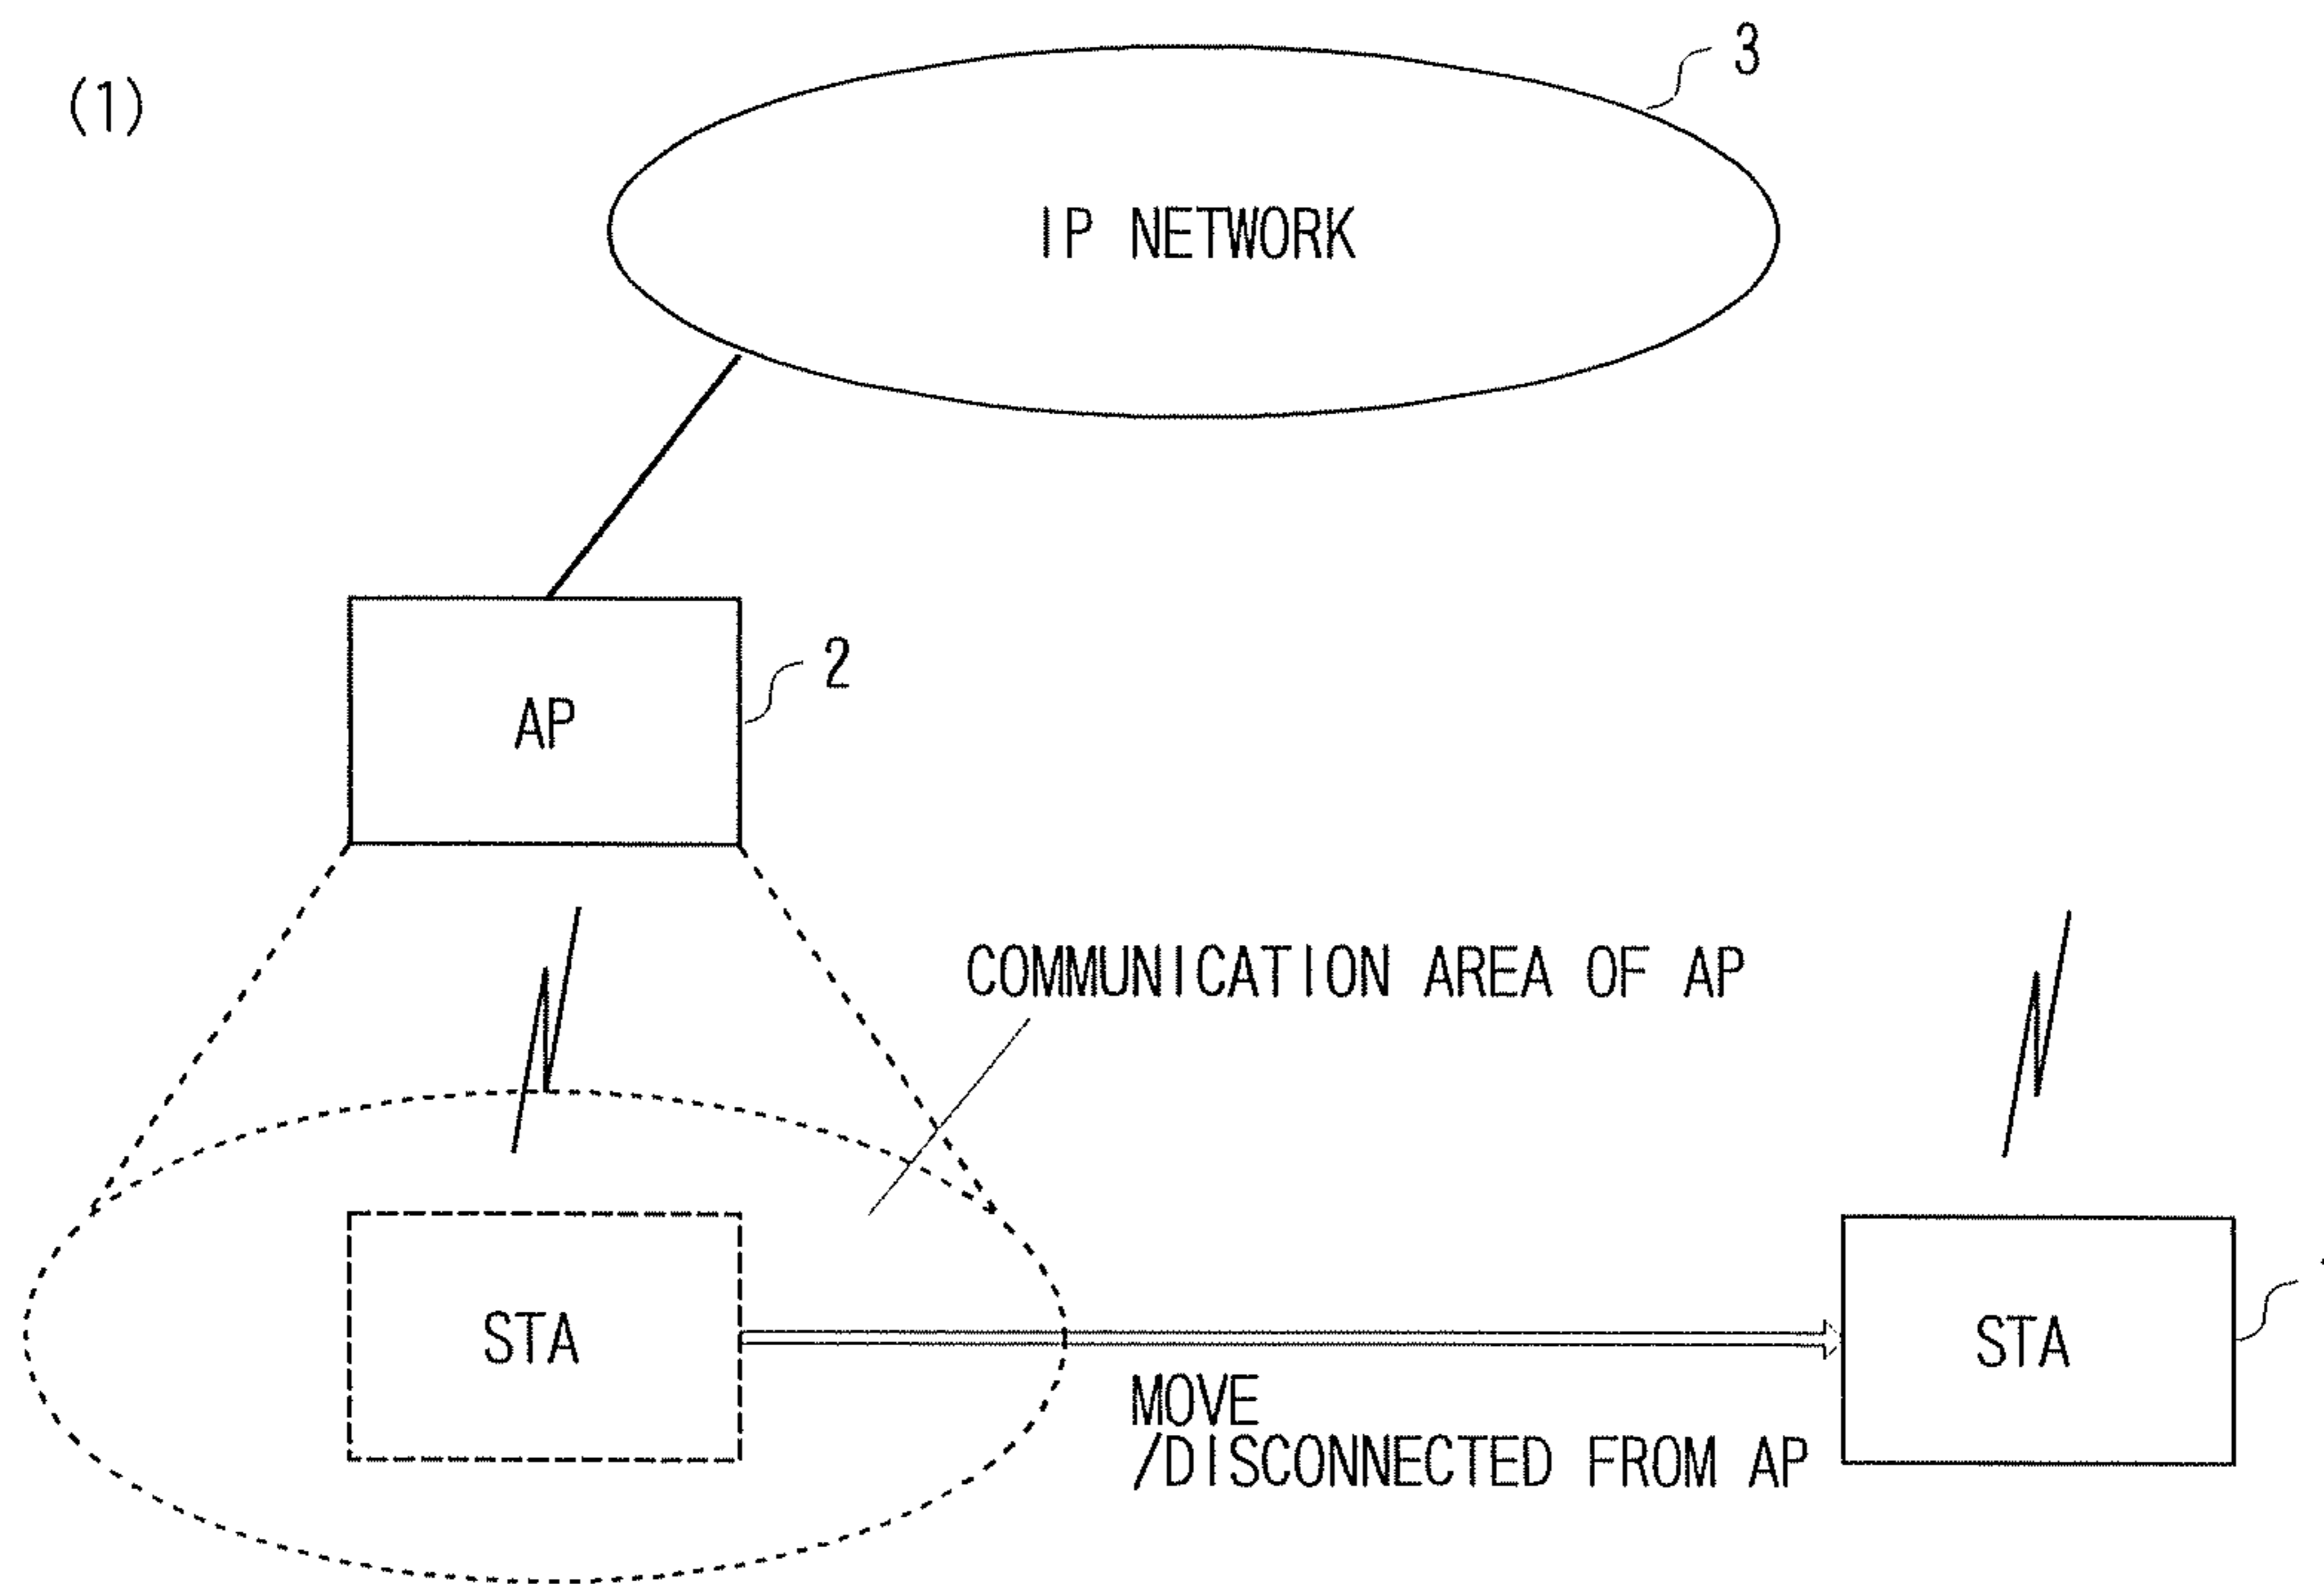 (1)
3
IP NETWORK
2
AP
COMMUNICATION AREA OF AP
STA
STA
MOVE
/DISCONNECTED FROM AP